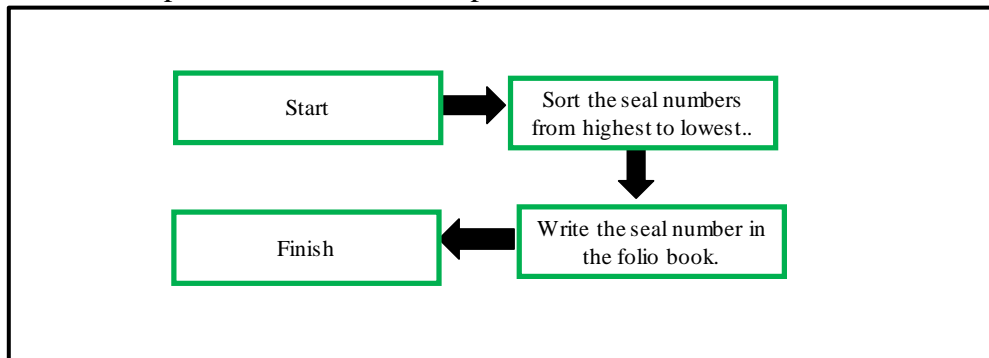 Start
Sort the seal numbers
from highest to lowest..
Write the seal number in
the folio book.
Finish